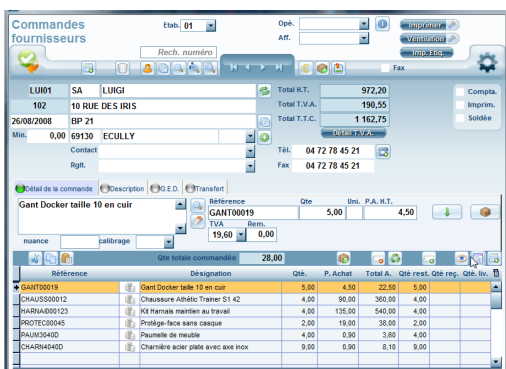 Commandes
fournisseurs
Etab. 01
Opé.
Aff.
Imprimer
Ventilation
Imp. Etiq.
Rech. numéro
Fax
LUI01 SA LUIGI
102 10 RUE DES IRIS
26/08/2008 BP 21
Min. 0,00 69130 ECULLY
Contact
Rglt.
Total H.T. 972,20
Total T.V.A. 190,55
Total T.T.C. 1 162,75
Détail T.V.A.
Tél. 04 72 78 45 21
Fax 04 72 78 45 21
Compta.
Imprim.
Soldée
Détail de la commande Description G.E.D. Transfert
Gant Docker taille 10 en cuir
nuance calibrage
Référence Qte Uni. P.A. H.T.
GANT00019 5,00 4,50
TVA Rem.
19,60 0,00
Qte totale commandée 28,00
Référence Désignation Qté. P. Achat Total A. Qté rest. Qté reç. Qté. liv.
GANT00019 Gant Docker taille 10 en cuir 5,00 4,50 22,50 5,00
CHAUSS00012 Chaussure Athétic Trainer S1 42 4,00 90,00 360,00 4,00
HARNAI000123 Kit Harnais maintien au travail 4,00 135,00 540,00 4,00
PROTEC00045 Protège-face sans casque 2,00 19,00 38,00 2,00
PAUM3040D Paumelle de meuble 4,00 0,90 3,60 4,00
CHARN4040D Charnière acier plate avec axe inox 9,00 0,90 8,10 9,00